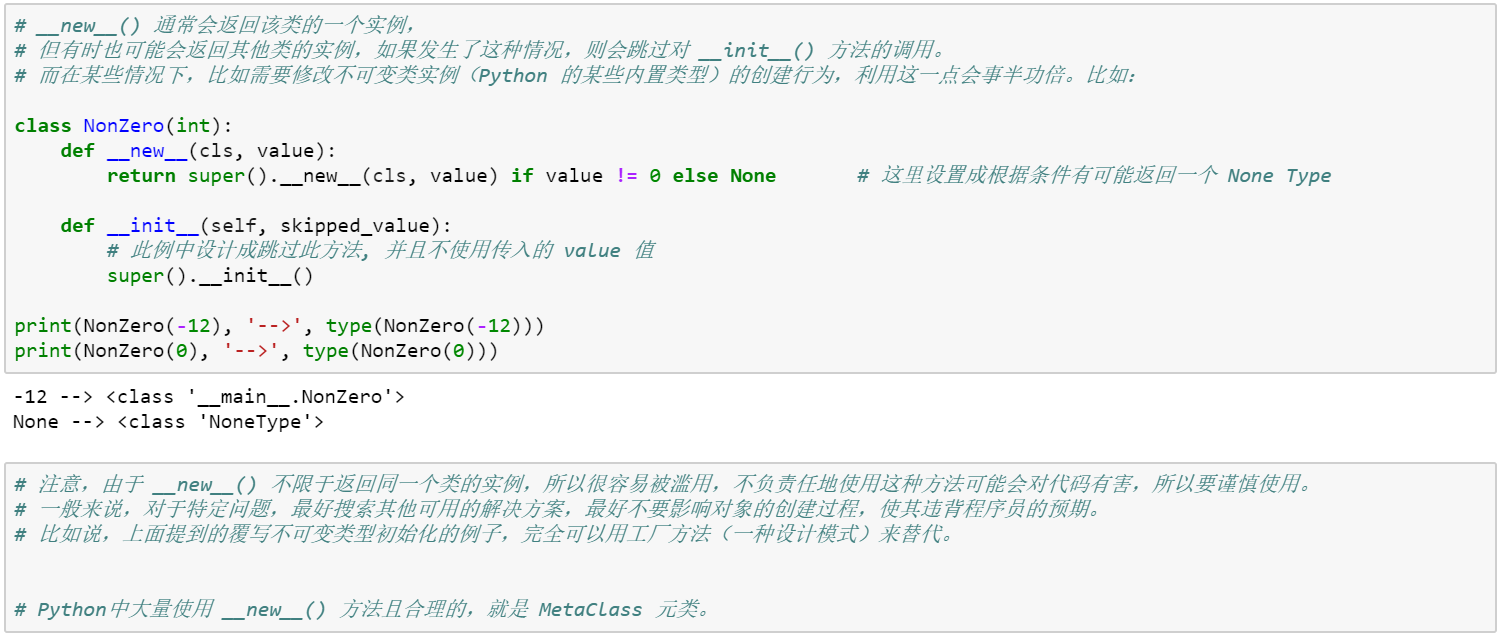 # __new__() 通常会返回该类的一个实例，
# 但有时也可能会返回其他类的实例，如果发生了这种情况，则会跳过对 __init__() 方法的调用。
# 而在某些情况下，比如需要修改不可变类实例（Python 的某些内置类型）的创建行为，利用这一点会事半功倍。比如：
class NonZero(int):
    def __new__(cls, value):
        return super().__new__(cls, value) if value != 0 else None       # 这里设置成根据条件有可能返回一个 None Type
    def __init__(self, skipped_value):
        # 此例中设计成跳过此方法, 并且不使用传入的 value 值
        super().__init__()
print(NonZero(-12), '-->', type(NonZero(-12)))
print(NonZero(0), '-->', type(NonZero(0)))
-12 --> <class '__main__.NonZero'>
None --> <class 'NoneType'>
# 注意，由于 __new__() 不限于返回同一个类的实例，所以很容易被滥用，不负责任地使用这种方法可能会对代码有害，所以要谨慎使用。
# 一般来说，对于特定问题，最好搜索其他可用的解决方案，最好不要影响对象的创建过程，使其违背程序员的预期。
# 比如说，上面提到的覆写不可变类型初始化的例子，完全可以用工厂方法（一种设计模式）来替代。
# Python中大量使用 __new__() 方法且合理的，就是 MetaClass 元类。